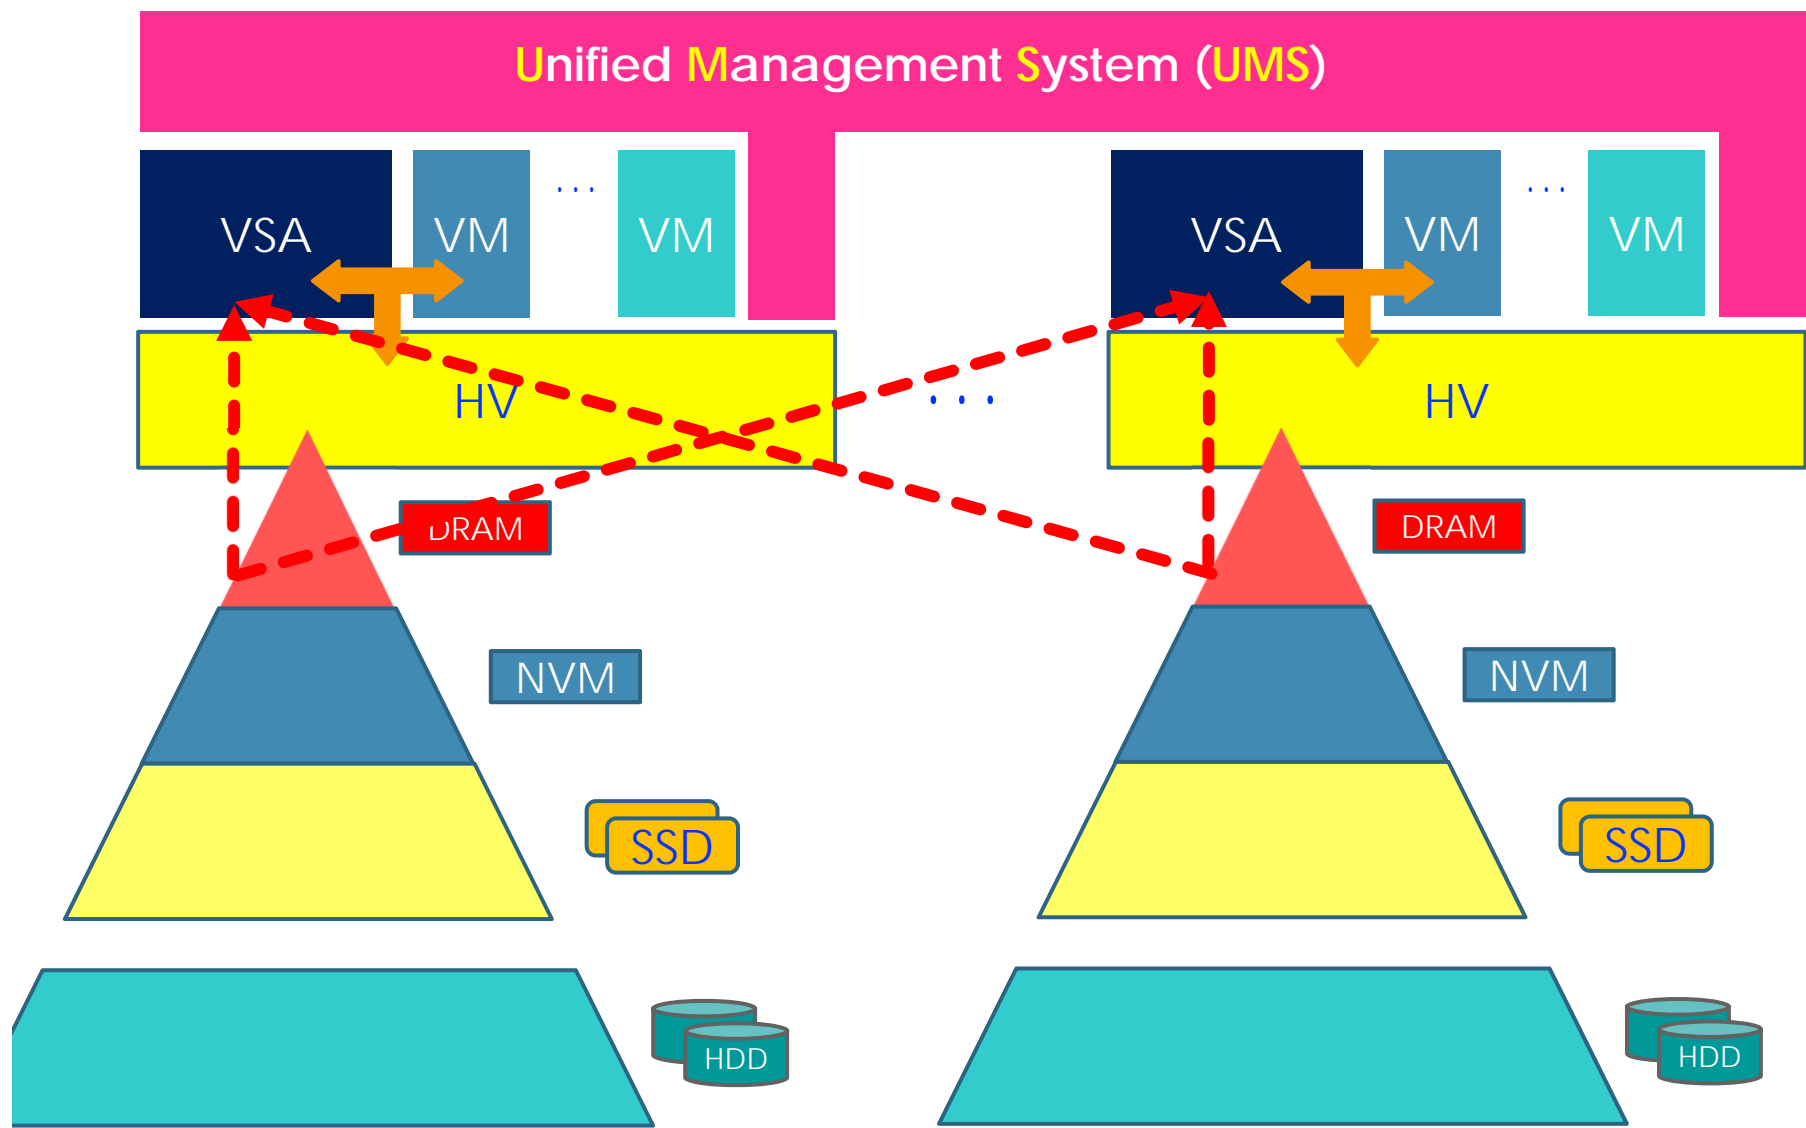 Unified Management System (UMS)
VSA VM ... VM VSA VM ... VM
HV ... HV
DRAM DRAM
NVM NVM
SSD SSD
HDD HDD